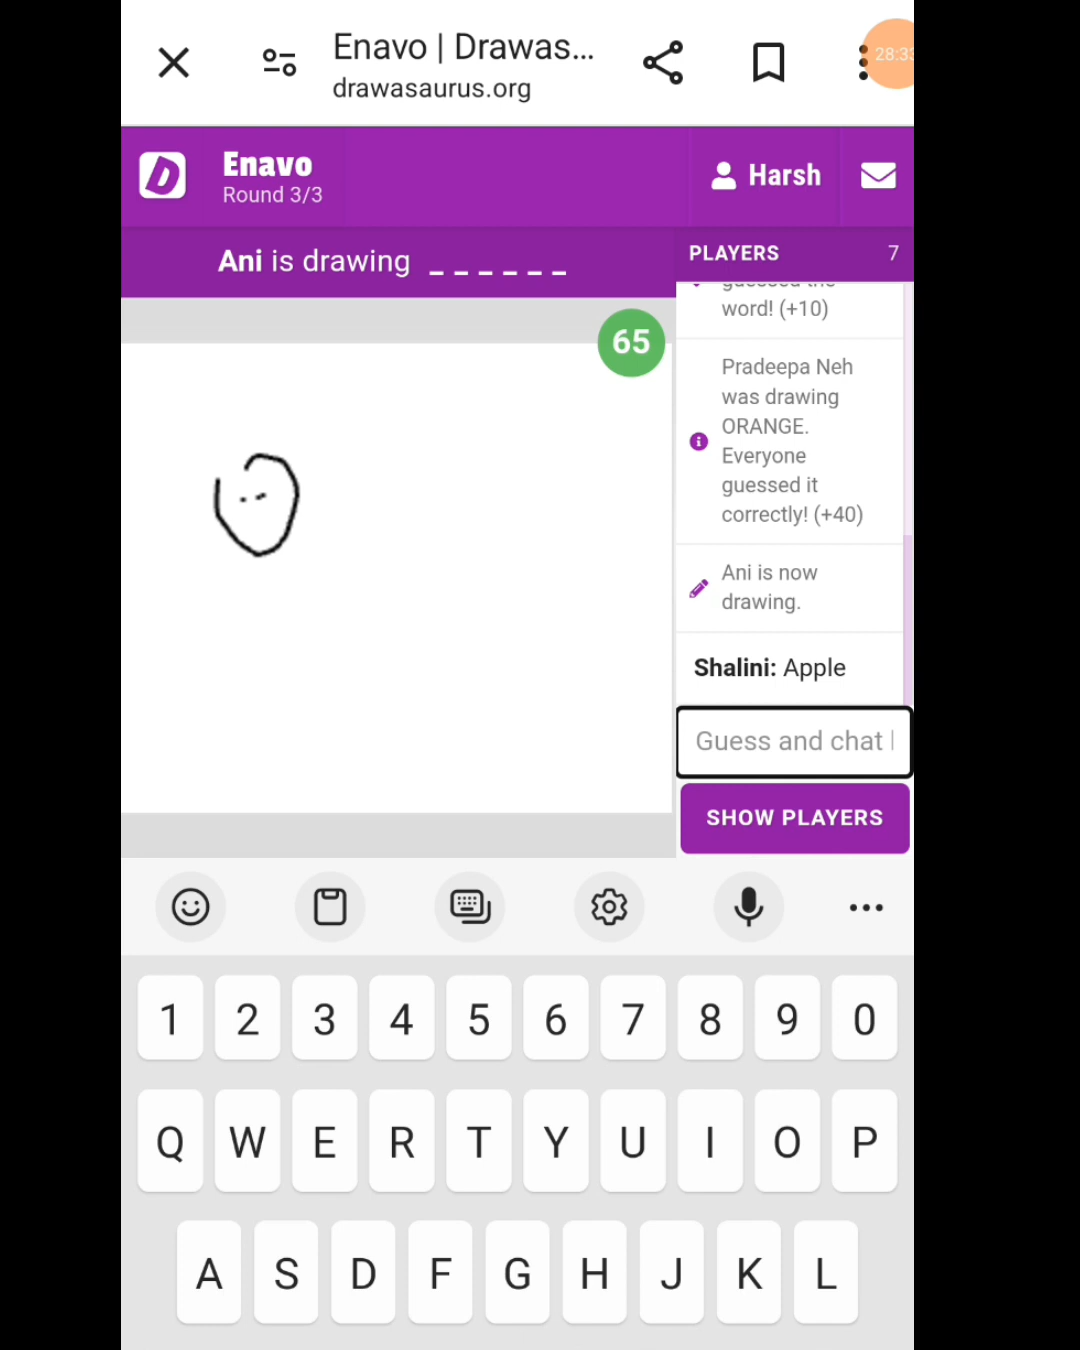 Enavo | Drawas...
drawasaurus.org
Enavo
Round 3/3
Harsh
Ani is drawing _ _ _ _ _ _
PLAYERS 7
65
guessed the
word! (+10)
Pradeepa Neh
was drawing
ORANGE.
Everyone
guessed it
correctly! (+40)
Ani is now
drawing.
Shalini: Apple
Guess and chat
SHOW PLAYERS
1 2 3 4 5 6 7 8 9 0
Q W E R T Y U I O P
A S D F G H J K L